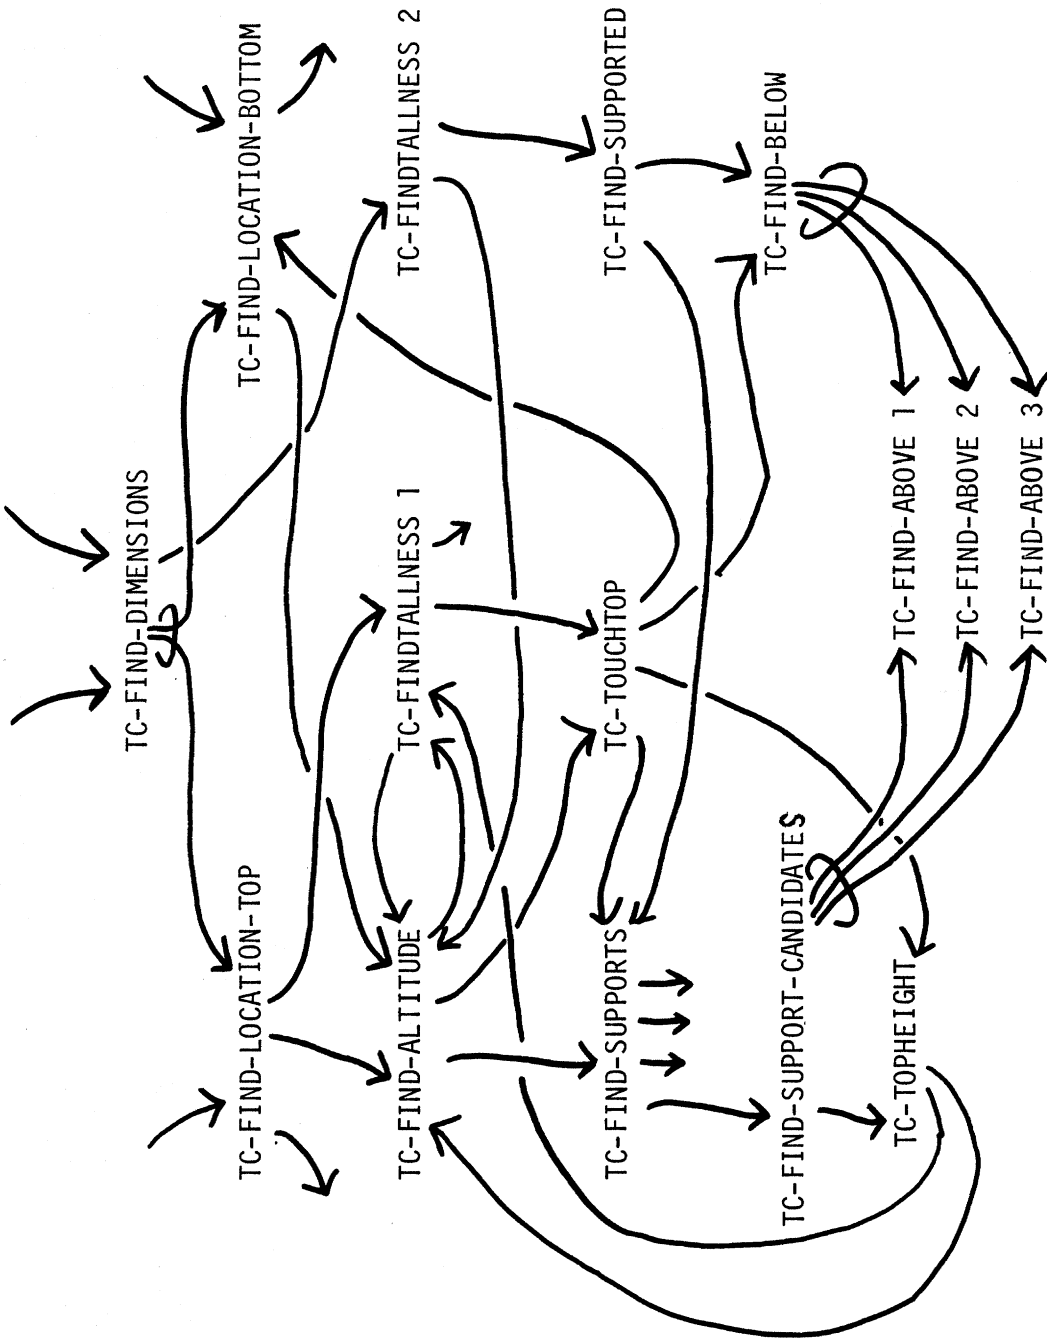 TC-FIND-DIMENSIONS
TC-FIND-LOCATION-TOP
TC-FIND-LOCATION-BOTTOM
TC-FIND-ALTITUDE
TC-FINDTALLNESS 1
TC-FINDTALLNESS 2
TC-FIND-SUPPORTS
TC-TOUCHTOP
TC-FIND-SUPPORTED
TC-FIND-SUPPORT-CANDIDATES
TC-FIND-BELOW
TC-TOPHEIGHT
TC-FIND-ABOVE 1
TC-FIND-ABOVE 2
TC-FIND-ABOVE 3